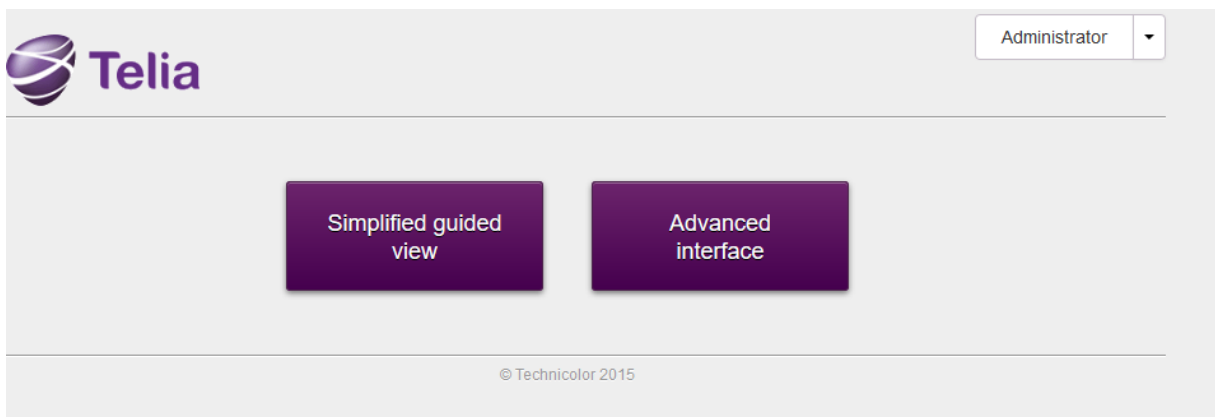 Telia
Administrator
Simplified guided
view
Advanced
interface
© Technicolor 2015